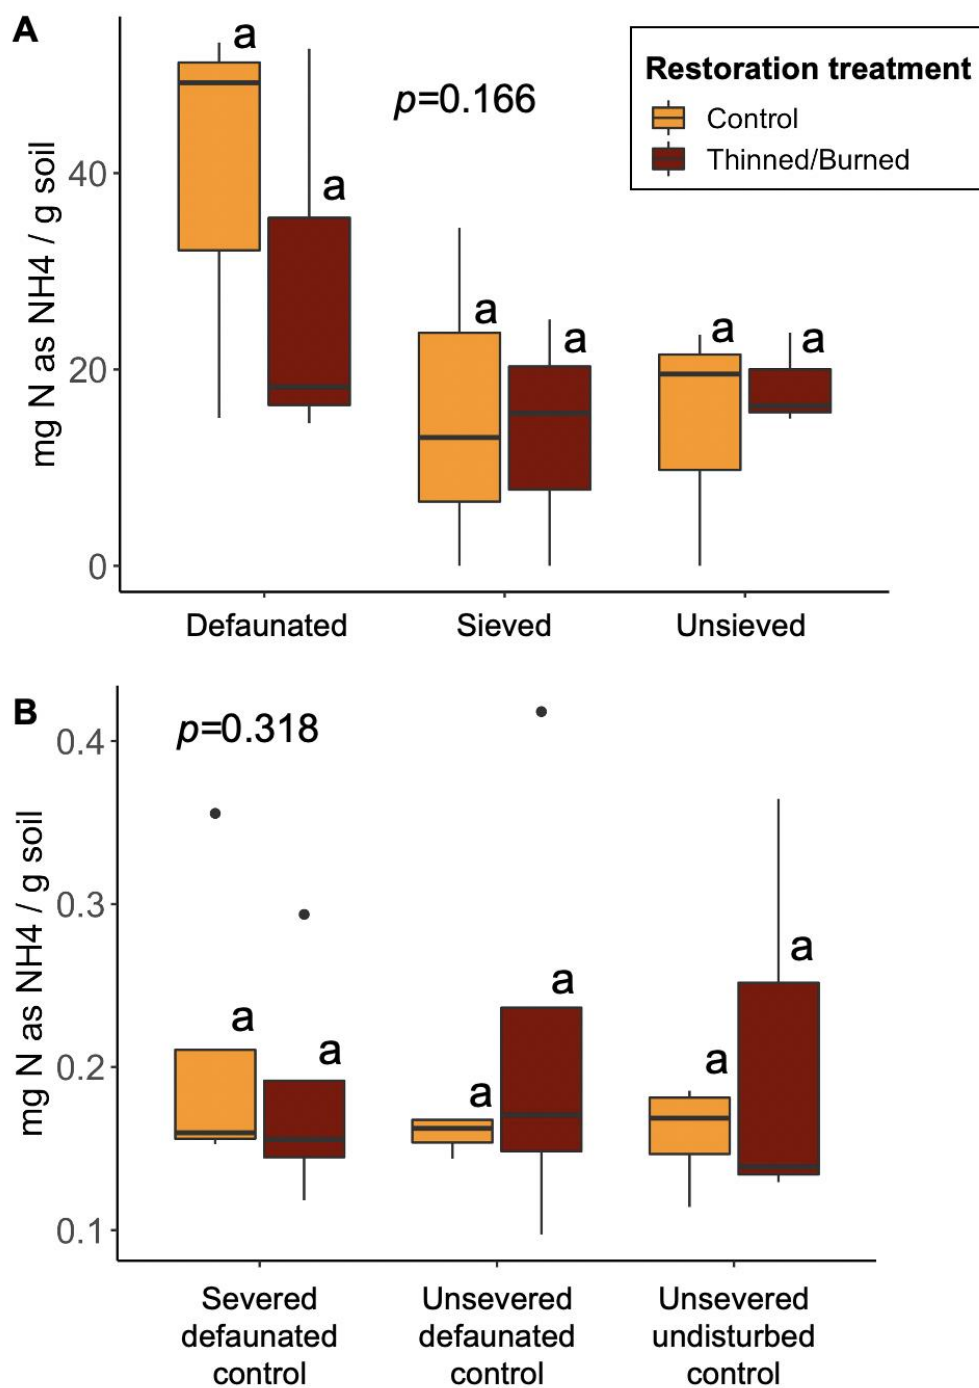 A
a
p=0.166
Restoration treatment
Control
Thinned/Burned
a
a
a
a
a
mg N as NH4 / g soil
40
20
0
Defaunated
Sieved
Unsieved
B
p=0.318
0.4
0.3
0.2
0.1
mg N as NH4 / g soil
a
a
a
a
a
a
Severed
defaunated
control
Unsevered
defaunated
control
Unsevered
undisturbed
control